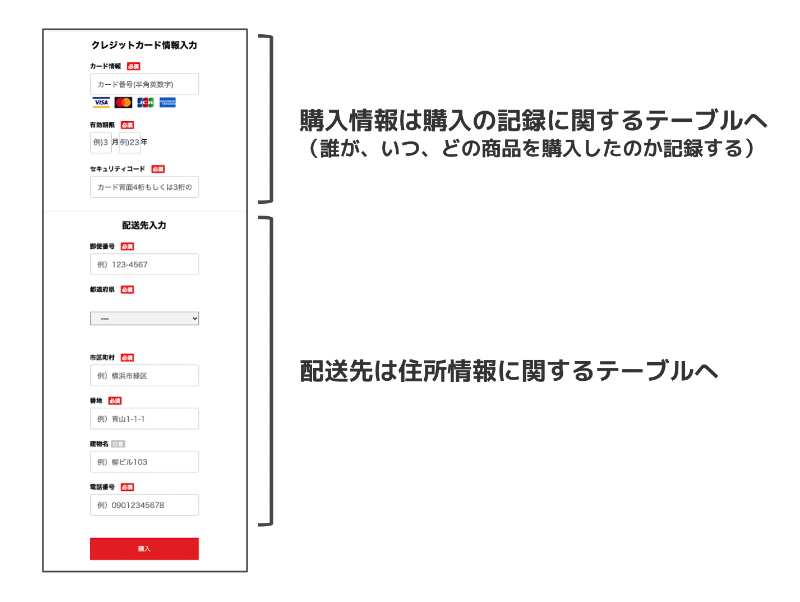 クレジットカード情報入力
カード情報 必須
カード番号(半角英数字)
VISA JCB
有効期限 必須
例)3 月 例)23 年
セキュリティコード 必須
カード背面4桁もしくは3桁の
購入情報は購入の記録に関するテーブルへ
（誰が、いつ、どの商品を購入したのか記録する）
配送先入力
郵便番号 必須
例）123-4567
都道府県 必須
---
市区町村 必須
例）横浜市緑区
番地 必須
例）青山1-1-1
建物名 任意
例）柳ビル103
電話番号 必須
例）09012345678
購入
配送先は住所情報に関するテーブルへ